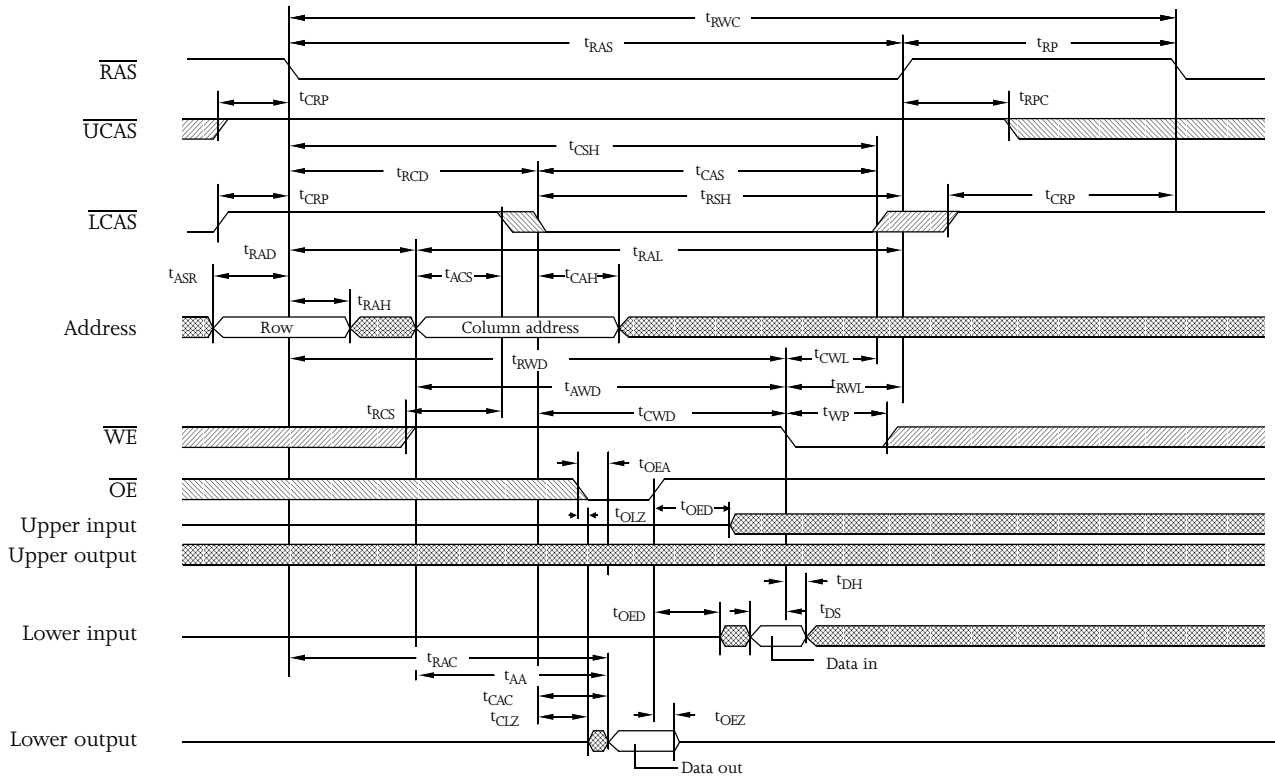 tRWC
tRAS
tRP
RAS
tCRP
tRPC
UCAS
tCSH
tRCD
tCAS
tCRP
tRSH
tCRP
LCAS
tRAD
tRAL
tASR
tACS
tCAH
tRAH
Address
Row
Column address
tRWD
tCWL
tAWD
tRWL
tRCS
tCWD
tWP
WE
tOEA
OE
tOLZ
tOED
Upper input
Upper output
tDH
tOED
tDS
Lower input
Data in
tRAC
tAA
tCAC
tCLZ
tOEZ
Lower output
Data out